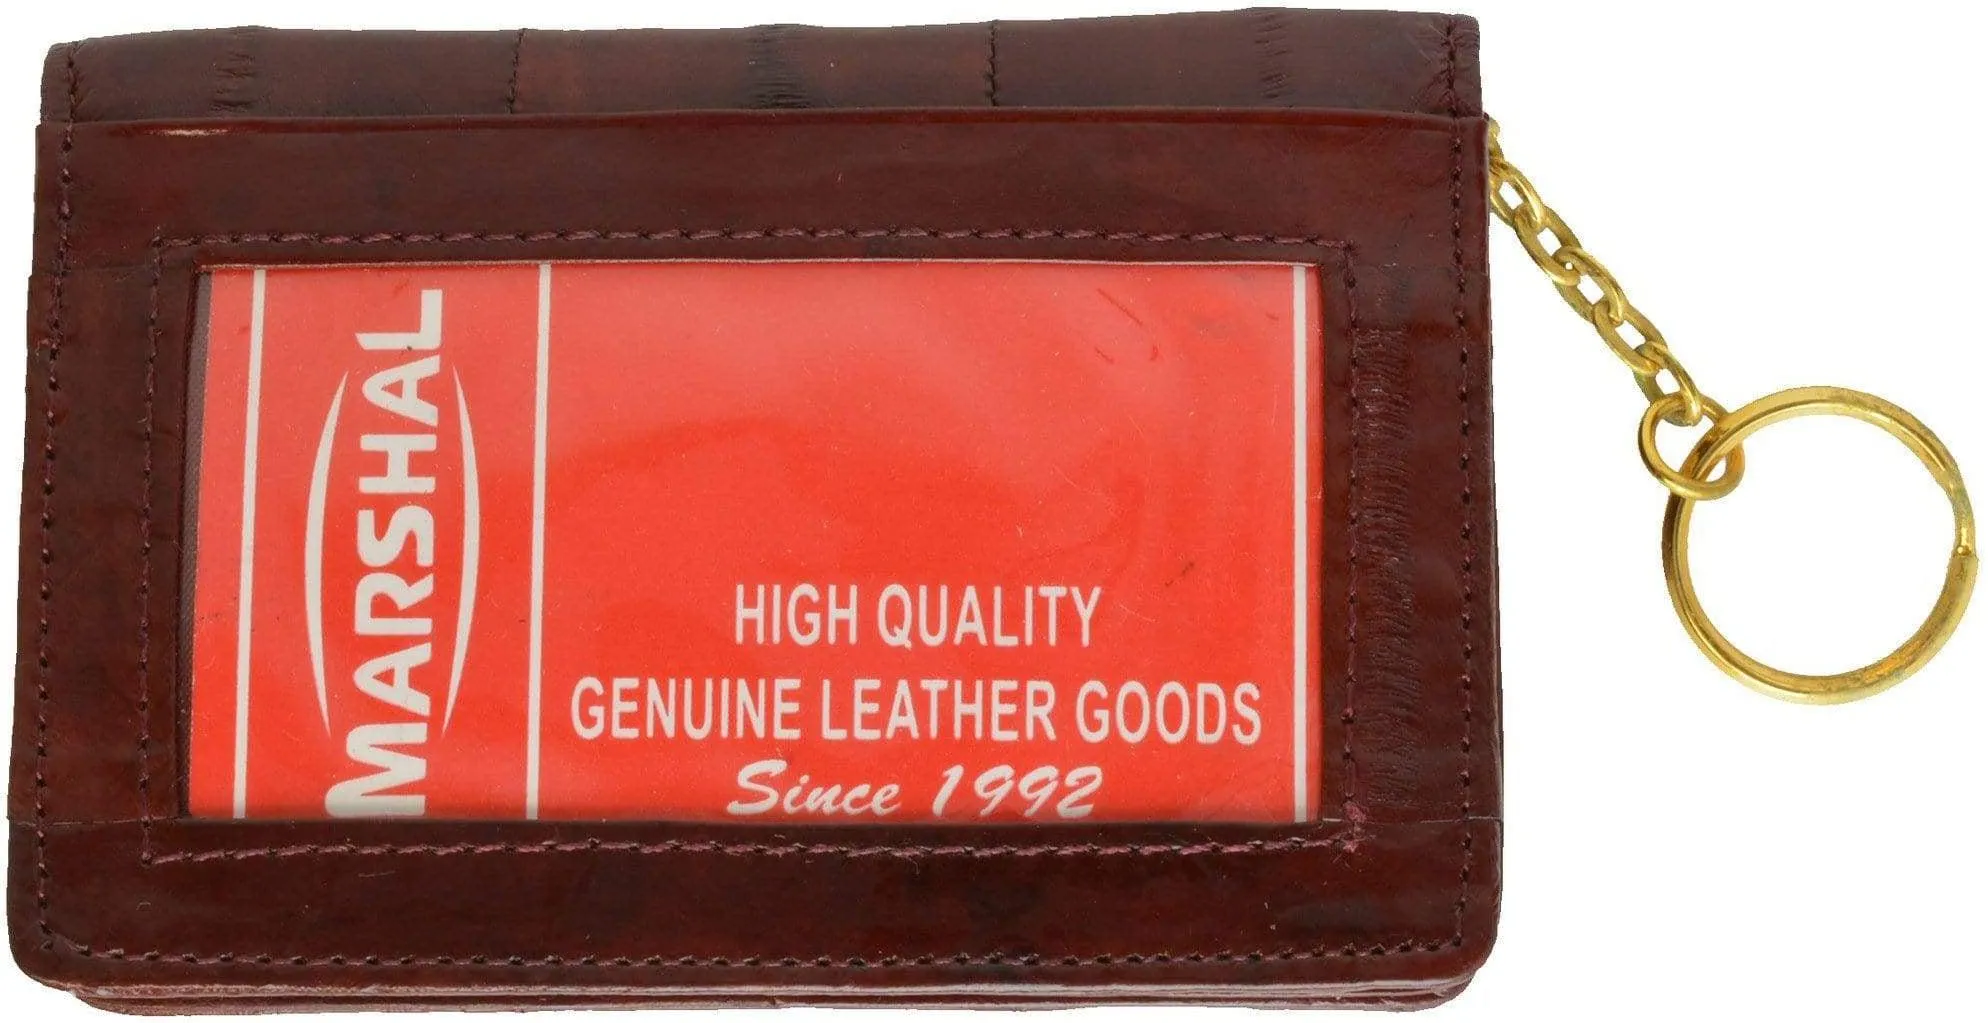 MARSHAL
HIGH QUALITY
GENUINE LEATHER GOODS
Since 1992